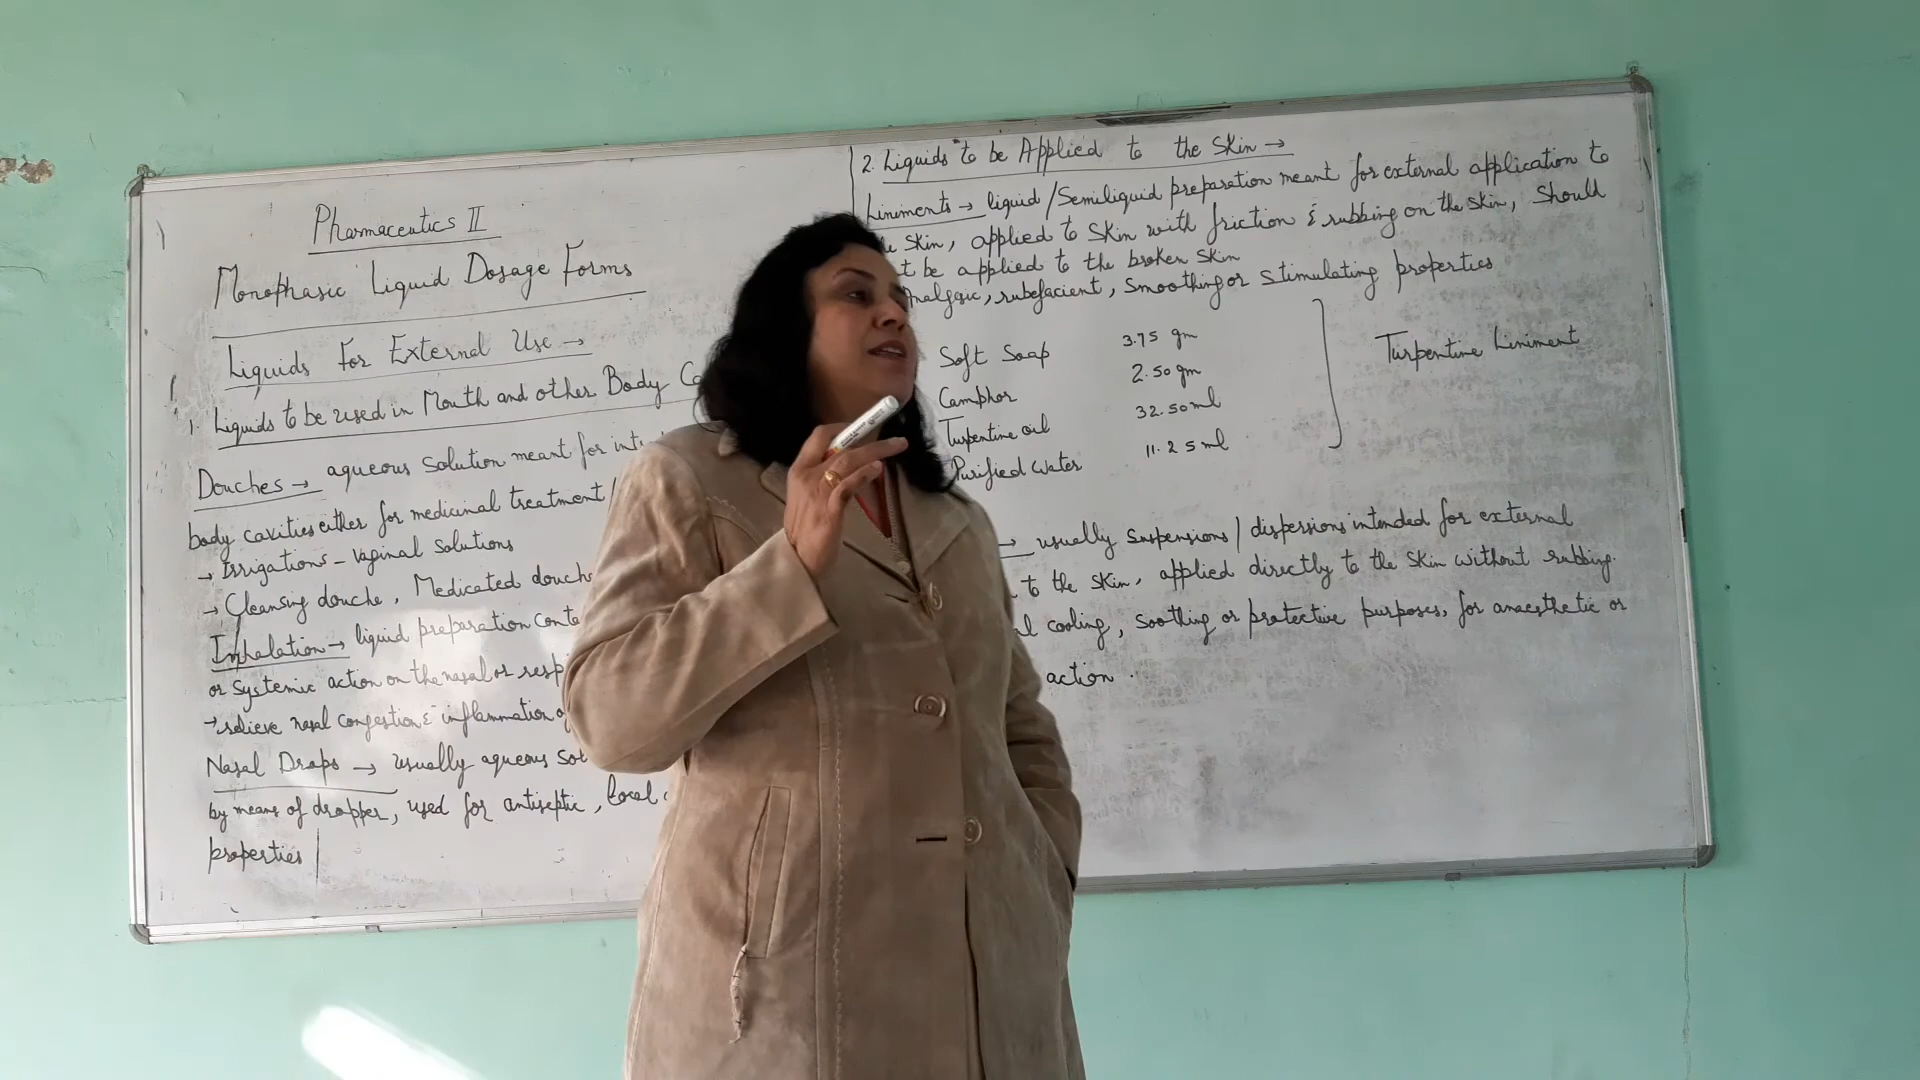 Pharmaceutics II
Monophasic Liquid Dosage Forms
Liquids For External Use →
1. Liquids to be used in Mouth and other Body
Douches → aqueous solution meant for
body cavities either for medicinal treatment /
→ Irrigations - vaginal solutions
→ Cleansing douche, Medicated
Inhalation → liquid preparation
or systemic action on the nasal or
→ relieve nasal congestion & inflammation
Nasal Drops → usually aqueous
by means of dropper, used for antiseptic, local
properties
2. Liquids to be Applied to the Skin →
Liniments → liquid/Semiliquid preparation meant for external application to
Skin, applied to Skin with friction & rubbing on the Skin, Should
be applied to the broken Skin
rubefacient, Smoothing or stimulating properties
Soft Soap 3.75 gm
Camphor 2.50 gm
Turpentine oil 32.50 ml
Purified Water 11.25 ml
Turpentine Liniment
→ usually suspensions / dispersions intended for external
to the skin, applied directly to the skin without rubbing.
cooling, soothing or protective purposes, for anaesthetic or
action.